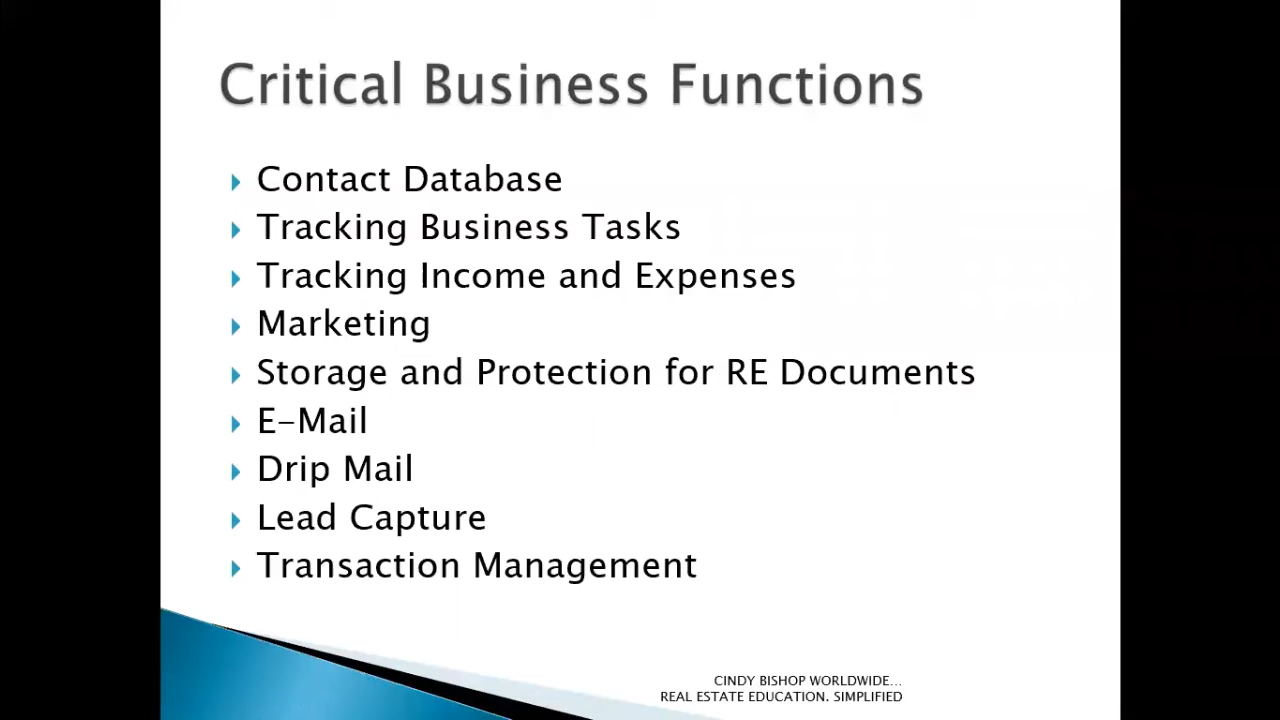 Critical Business Functions
Contact Database
Tracking Business Tasks
Tracking Income and Expenses
Marketing
Storage and Protection for RE Documents
E-Mail
Drip Mail
Lead Capture
Transaction Management
CINDY BISHOP WORLDWIDE...
REAL ESTATE EDUCATION. SIMPLIFIED